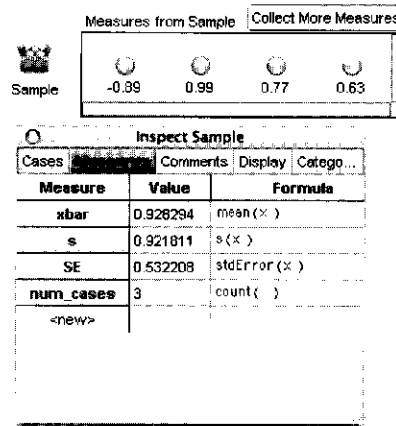 Measures from Sample Collect More Measures
Sample
-0.89 0.99 0.77 0.63
Inspect Sample
Cases Comments Display Catego...
Measure Value Formula
xbar 0.928294 mean(x )
s 0.921811 s(x )
SE 0.532208 stdError(x )
num_cases 3 count( )
<new>